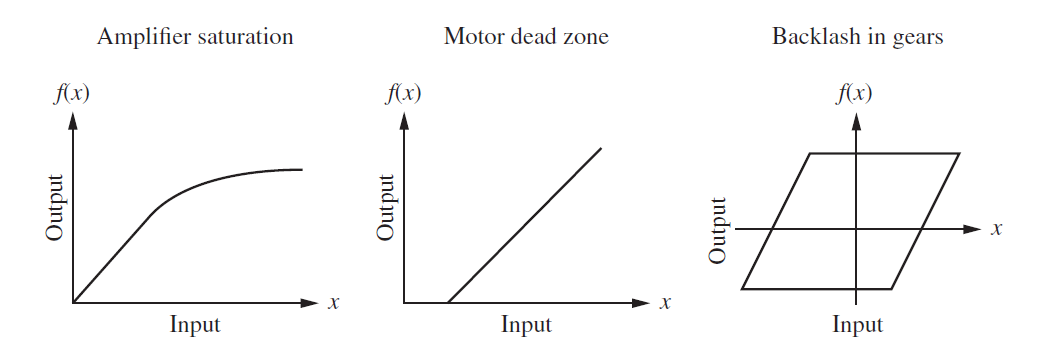 Amplifier saturation
f(x)
Output
x
Input
Motor dead zone
f(x)
Output
x
Input
Backlash in gears
f(x)
Output
x
Input